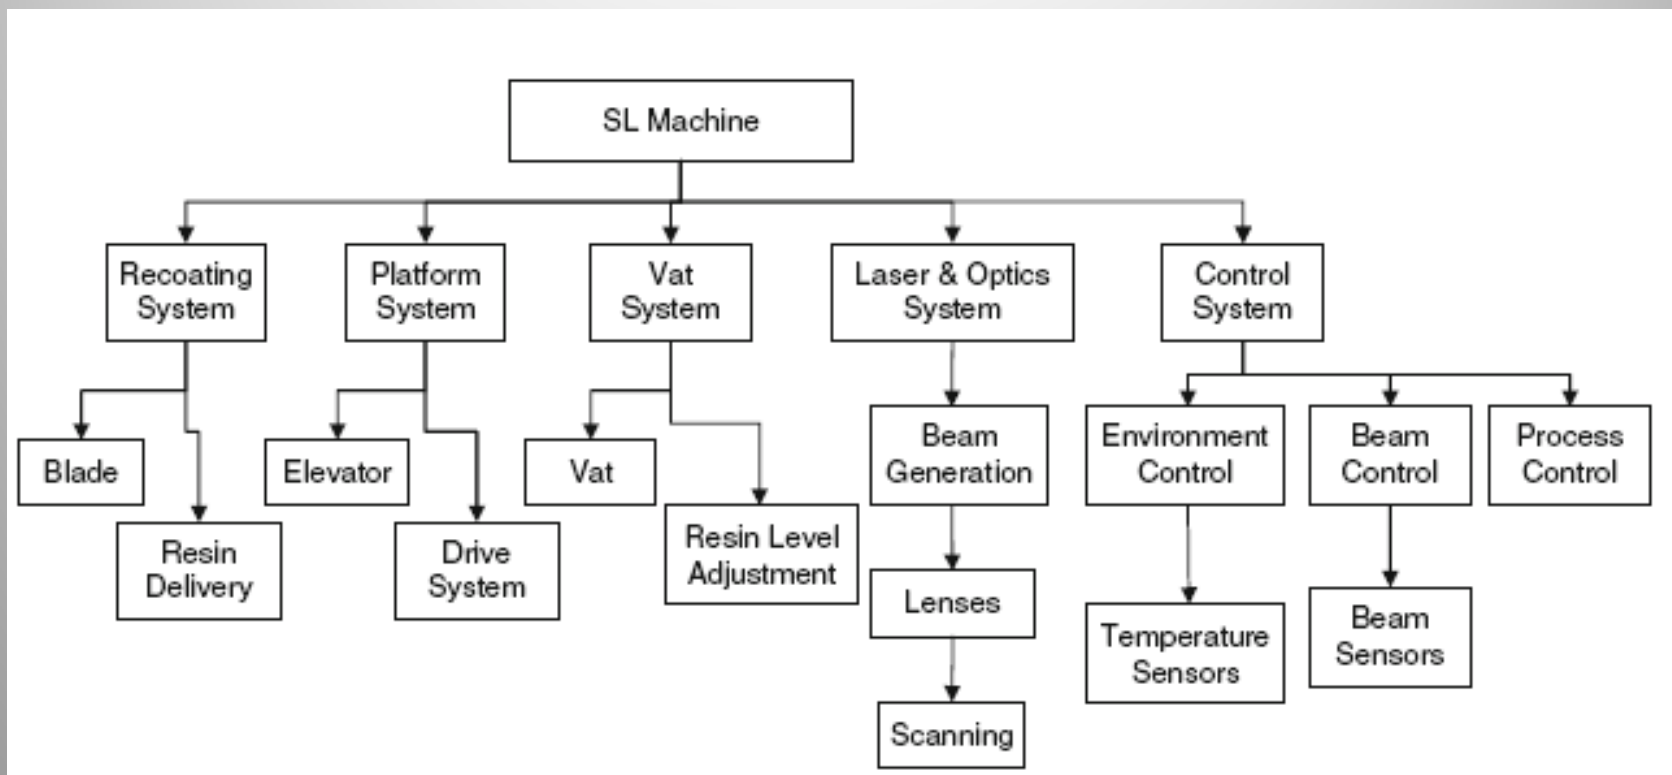 SL Machine
Recoating
System
Platform
System
Vat
System
Laser & Optics
System
Control
System
Blade
Resin
Delivery
Elevator
Drive
System
Vat
Resin Level
Adjustment
Beam
Generation
Lenses
Scanning
Environment
Control
Temperature
Sensors
Beam
Control
Beam
Sensors
Process
Control